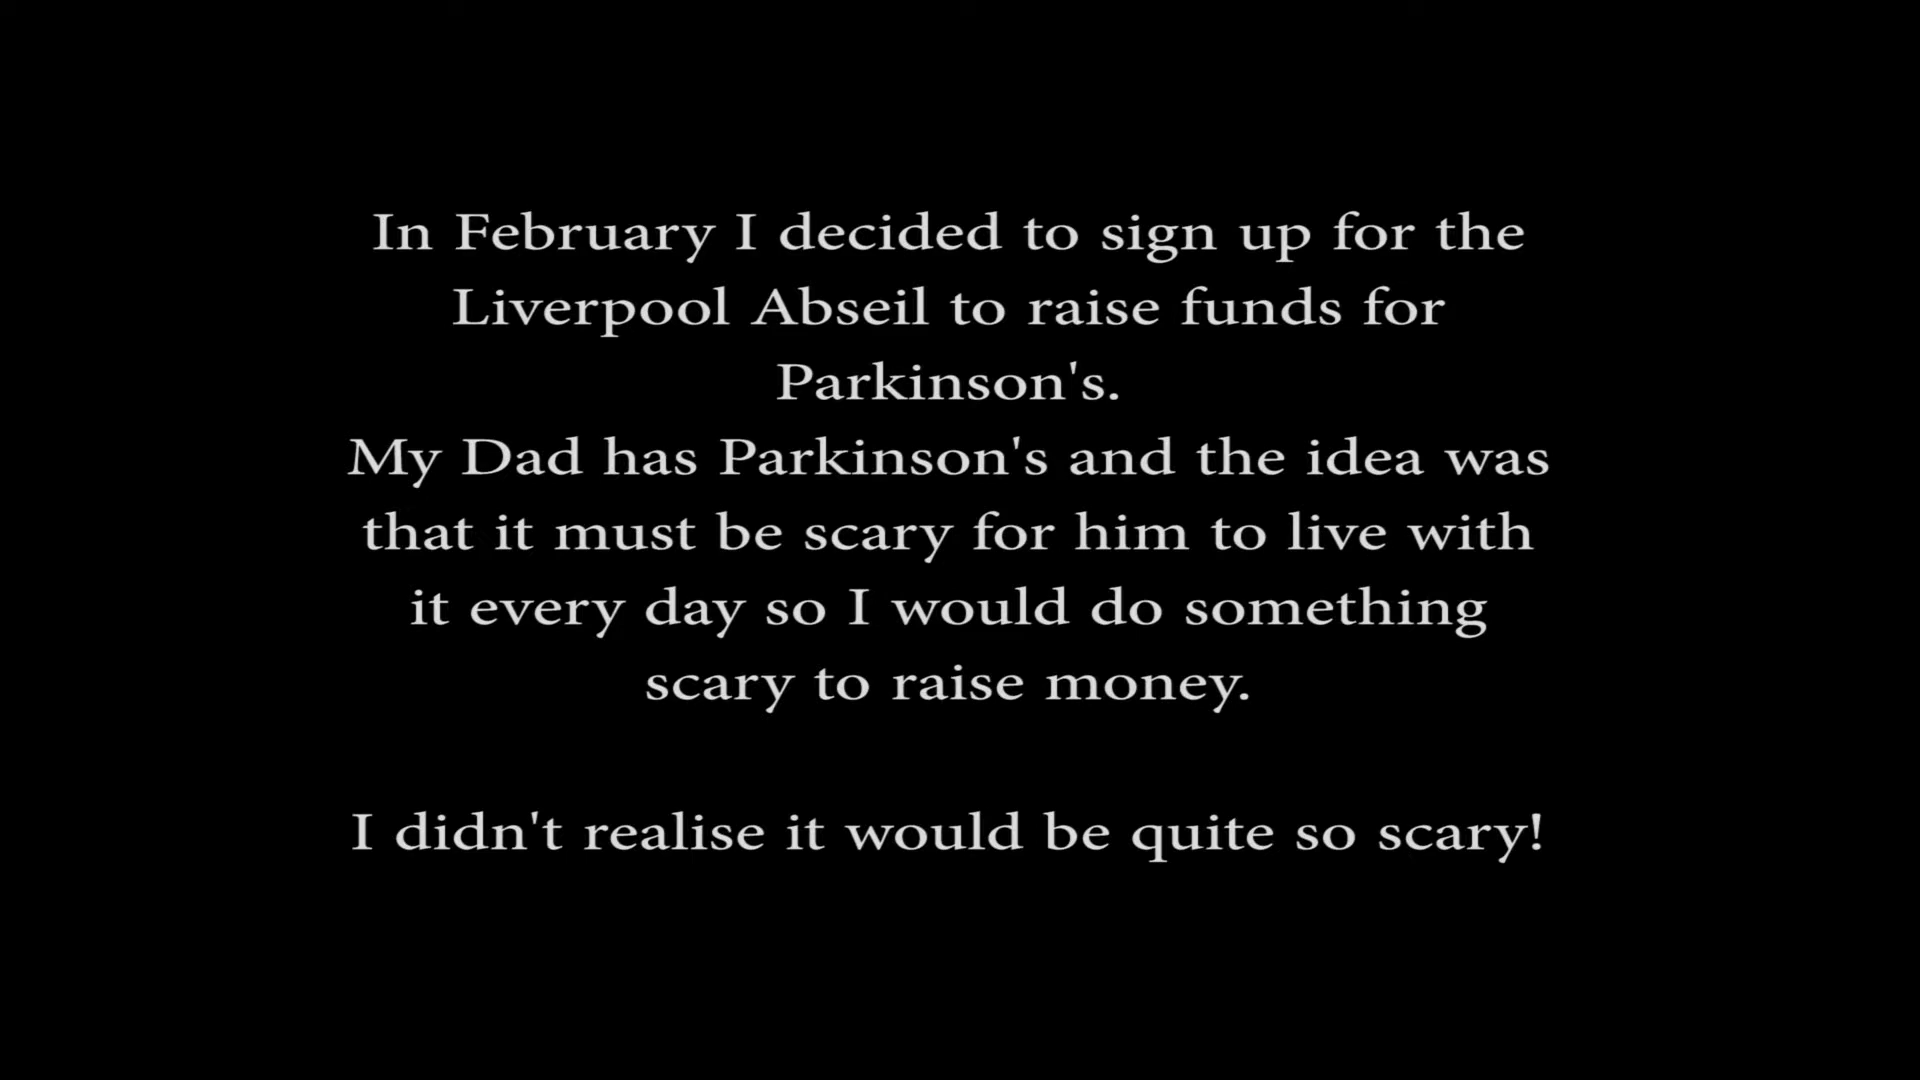 In February I decided to sign up for the
Liverpool Abseil to raise funds for
Parkinson's.
My Dad has Parkinson's and the idea was
that it must be scary for him to live with
it every day so I would do something
scary to raise money.
I didn't realise it would be quite so scary!